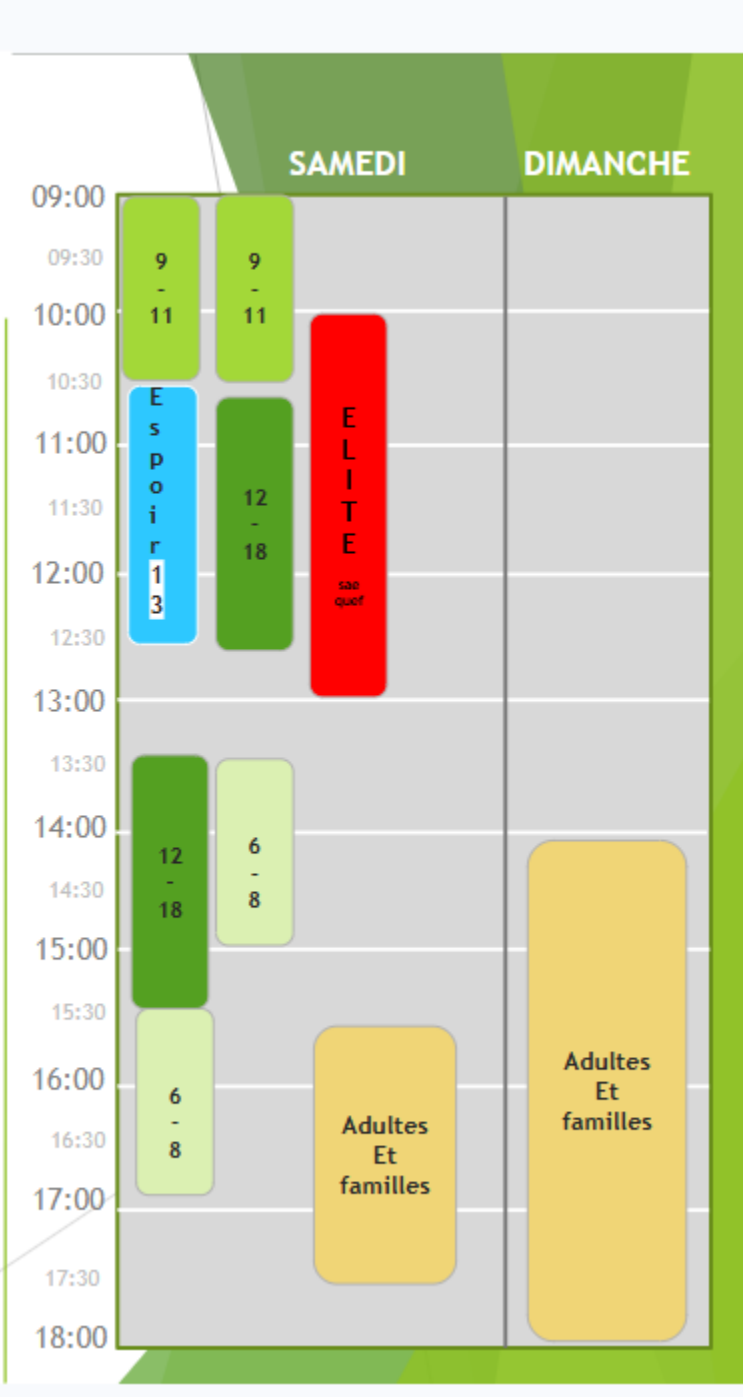 SAMEDI
DIMANCHE
09:00
09:30
10:00
10:30
11:00
11:30
12:00
12:30
13:00
13:30
14:00
14:30
15:00
15:30
16:00
16:30
17:00
17:30
18:00
9
-
11
9
-
11
E
s
p
o
i
r
1
3
12
-
18
E
L
I
T
E
sae
quef
12
-
18
6
-
8
6
-
8
Adultes
Et
familles
Adultes
Et
familles